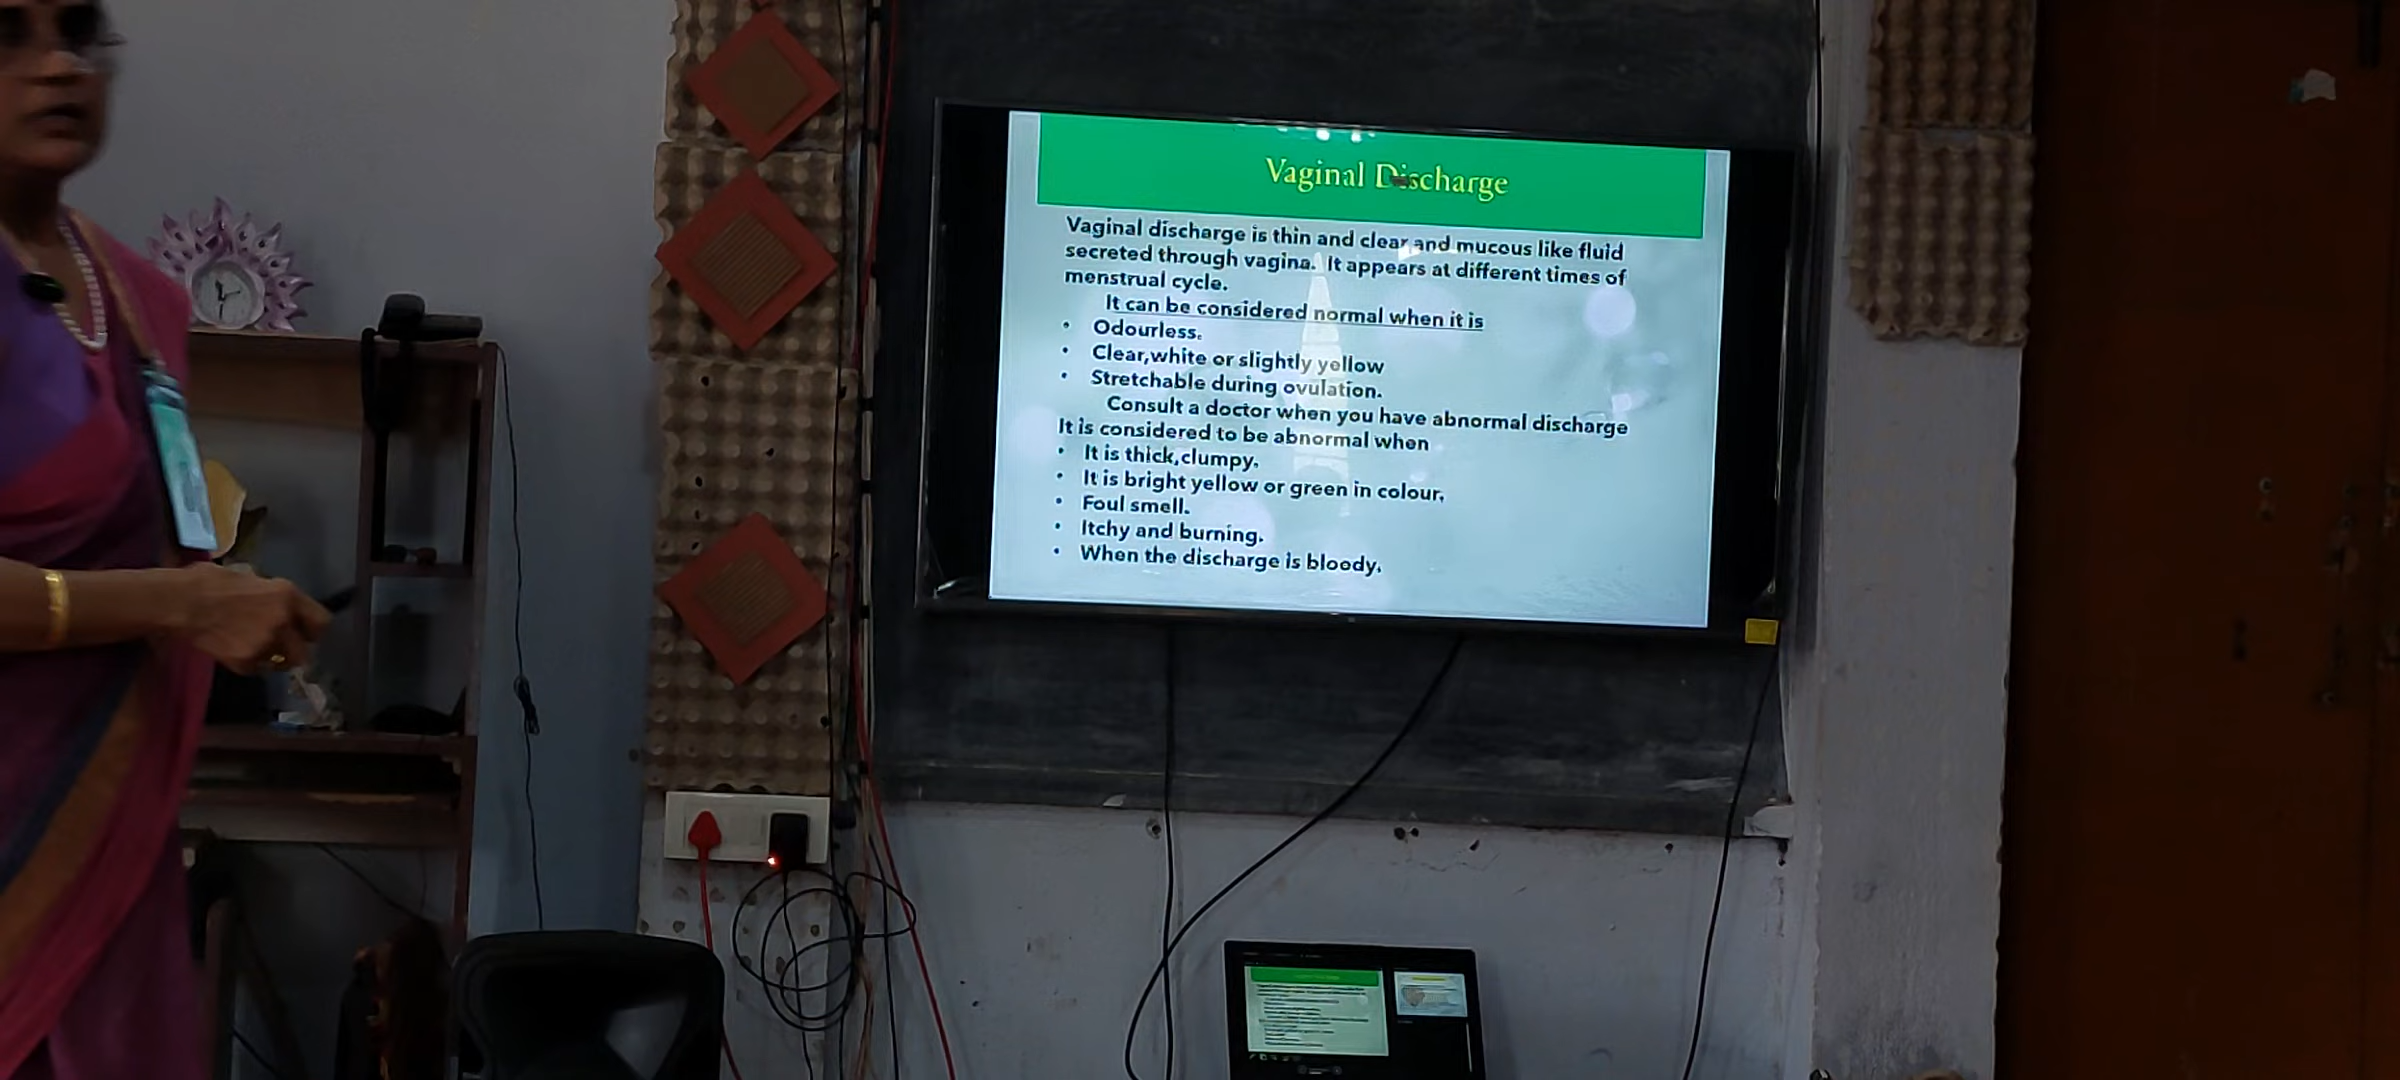 Vaginal Discharge
Vaginal discharge is thin and clear and mucous like fluid
secreted through vagina. It appears at different times of
menstrual cycle.
It can be considered normal when it is
• Odourless.
• Clear,white or slightly yellow
• Stretchable during ovulation.
Consult a doctor when you have abnormal discharge
It is considered to be abnormal when
• It is thick,clumpy.
• It is bright yellow or green in colour.
• Foul smell.
• Itchy and burning.
• When the discharge is bloody.